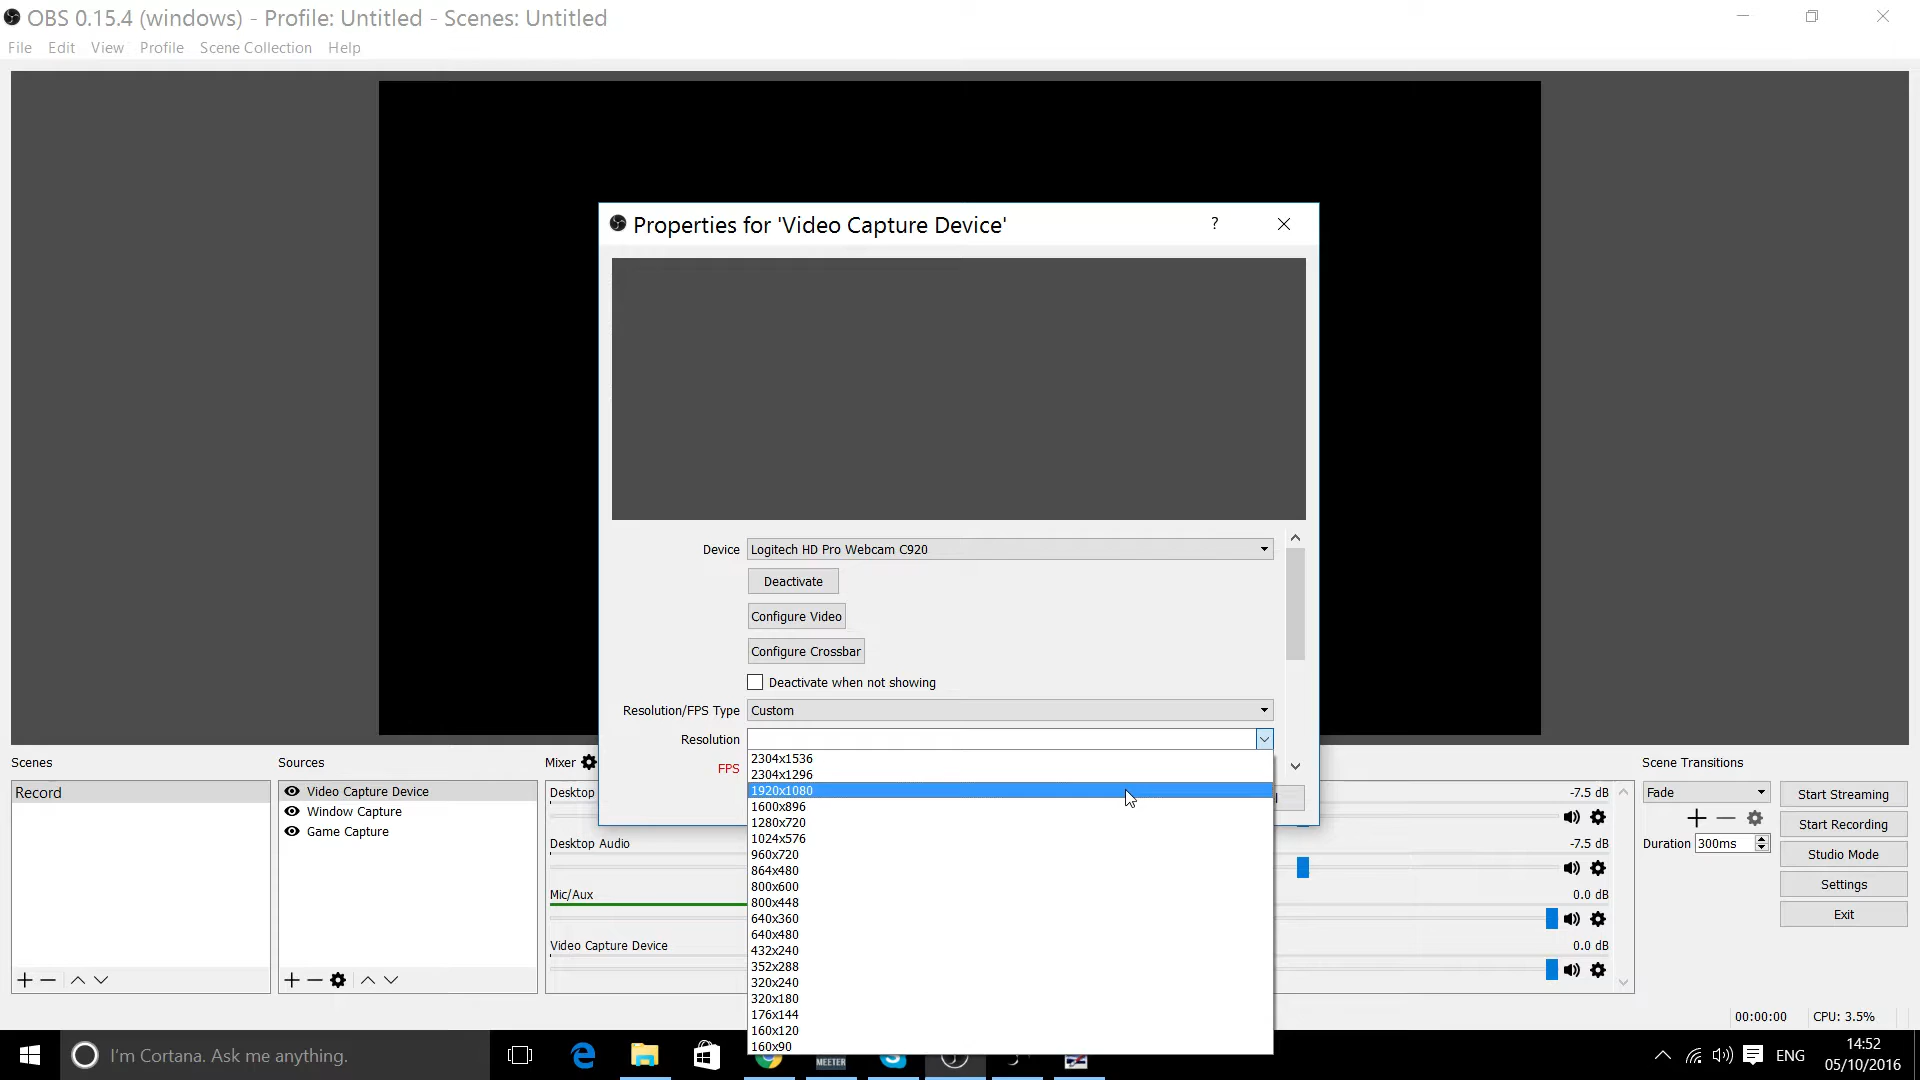 OBS 0.15.4 (windows) - Profile: Untitled - Scenes: Untitled
File Edit View Profile Scene Collection Help
Properties for 'Video Capture Device'
?
Device Logitech HD Pro Webcam C920
Deactivate
Configure Video
Configure Crossbar
Deactivate when not showing
Resolution/FPS Type Custom
Resolution
FPS
2304x1536
2304x1296
1920x1080
1600x896
1280x720
1024x576
960x720
864x480
800x600
800x448
640x360
640x480
432x240
352x288
320x240
320x180
176x144
160x120
160x90
Scenes
Record
Sources
Video Capture Device
Window Capture
Game Capture
Mixer
Desktop
-7.5 dB
Desktop Audio
-7.5 dB
Mic/Aux
0.0 dB
Video Capture Device
0.0 dB
Scene Transitions
Fade
Duration 300ms
Start Streaming
Start Recording
Studio Mode
Settings
Exit
00:00:00 CPU: 3.5%
I'm Cortana. Ask me anything.
MEETER
ENG
14:52
05/10/2016